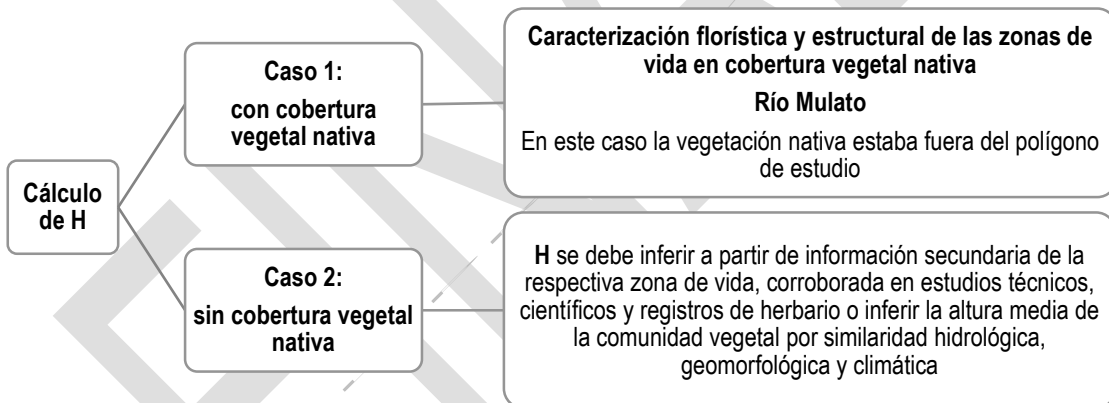 Cálculo
de H
Caso 1:
con cobertura
vegetal nativa
Caracterización florística y estructural de las zonas de
vida en cobertura vegetal nativa
Río Mulato
En este caso la vegetación nativa estaba fuera del polígono
de estudio
Caso 2:
sin cobertura vegetal
nativa
H se debe inferir a partir de información secundaria de la
respectiva zona de vida, corroborada en estudios técnicos,
científicos y registros de herbario o inferir la altura media de
la comunidad vegetal por similaridad hidrológica,
geomorfológica y climática